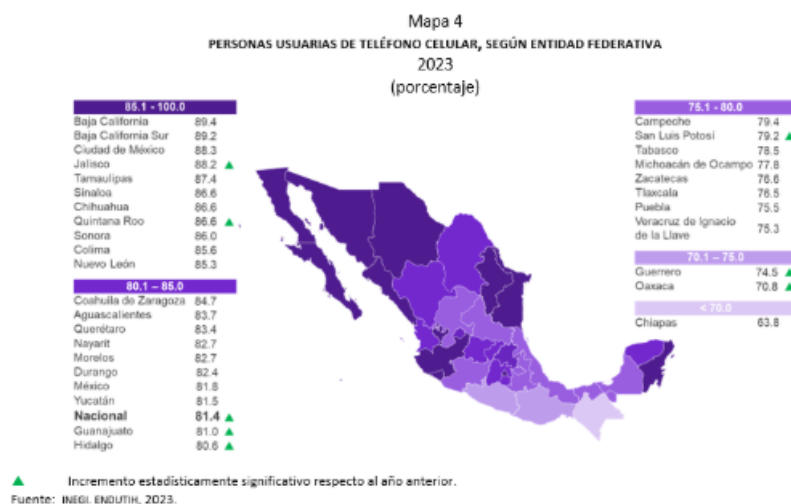 Mapa 4
PERSONAS USUARIAS DE TELÉFONO CELULAR, SEGÚN ENTIDAD FEDERATIVA
2023
(porcentaje)
85.1 - 100.0
Baja California 89.4
Baja California Sur 89.2
Ciudad de México 88.3
Jalisco 88.2 ▲
Tamaulipas 87.4
Sinaloa 86.6
Chihuahua 86.6
Quintana Roo 86.6 ▲
Sonora 86.0
Colima 85.6
Nuevo León 85.3
80.1 – 85.0
Coahuila de Zaragoza 84.7
Aguascalientes 83.7
Querétaro 83.4
Nayarit 82.7
Morelos 82.7
Durango 82.4
México 81.8
Yucatán 81.5
Nacional 81.4 ▲
Guanajuato 81.0 ▲
Hidalgo 80.6 ▲
75.1 - 80.0
Campeche 79.4
San Luis Potosí 79.2 ▲
Tabasco 78.5
Michoacán de Ocampo 77.8
Zacatecas 76.6
Tlaxcala 76.5
Puebla 75.5
Veracruz de Ignacio
de la Llave 75.3
70.1 – 75.0
Guerrero 74.5 ▲
Oaxaca 70.8 ▲
< 70.0
Chiapas 63.8
▲ Incremento estadísticamente significativo respecto al año anterior.
Fuente: INEGI. ENDUTIH, 2023.